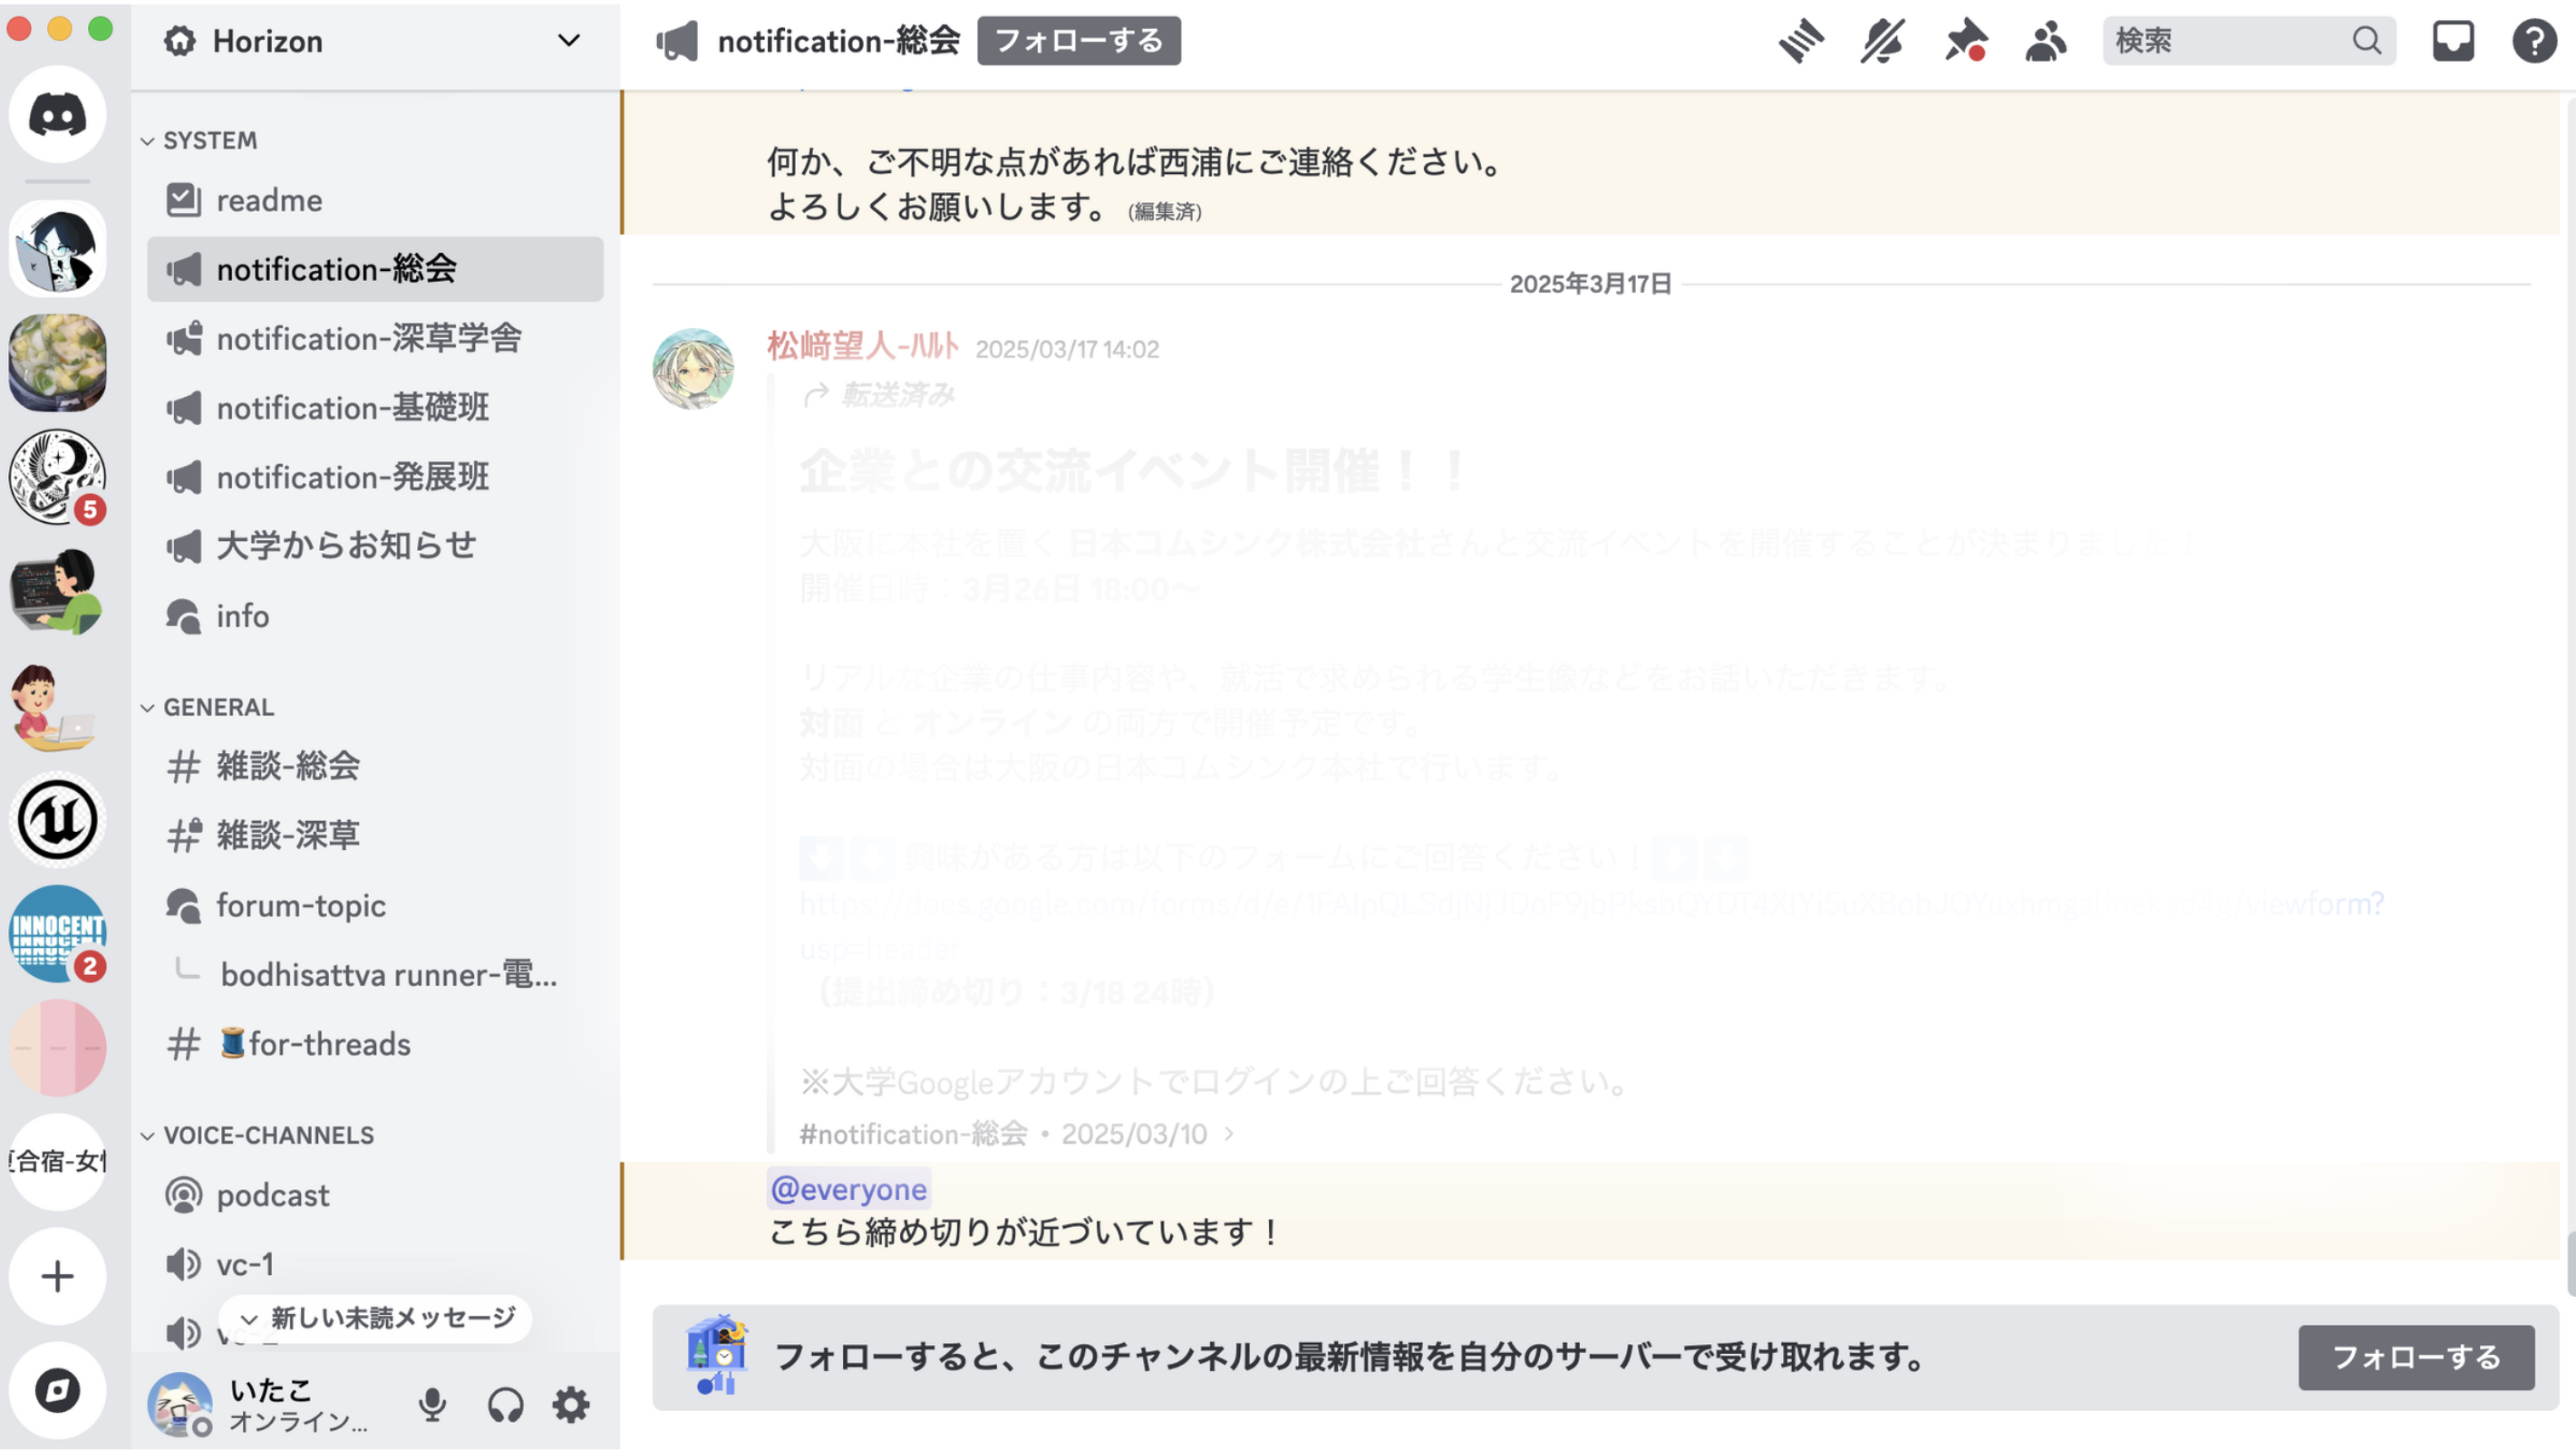 Horizon
SYSTEM
readme
notification-総会
notification-深草学舎
notification-基礎班
notification-発展班
大学からお知らせ
info
GENERAL
雑談-総会
雑談-深草
forum-topic
bodhisattva runner-電...
for-threads
VOICE-CHANNELS
podcast
vc-1
vc-2
新しい未読メッセージ
いたこ
オンライン...
5
INNOCENT
2
合宿-女
notification-総会 フォローする
検索
何か、ご不明な点があれば西浦にご連絡ください。
よろしくお願いします。 (編集済)
2025年3月17日
松﨑望人-ハルト 2025/03/17 14:02
転送済み
企業との交流イベント開催！！
大阪に本社を置く 日本コムシンク株式会社さんと交流イベントを開催することが決まりました！
開催日時：3月26日 18:00〜
リアルな企業の仕事内容や、就活で求められる学生像などをお話いただきます。
対面 と オンライン の両方で開催予定です。
対面の場合は大阪の日本コムシンク本社で行います。
興味がある方は以下のフォームにご回答ください！
https://docs.google.com/forms/d/e/ /viewform?
usp=header
（提出締め切り：3/18 24時）
※大学Googleアカウントでログインの上ご回答ください。
#notification-総会 • 2025/03/10
@everyone
こちら締め切りが近づいています！
フォローすると、このチャンネルの最新情報を自分のサーバーで受け取れます。
フォローする